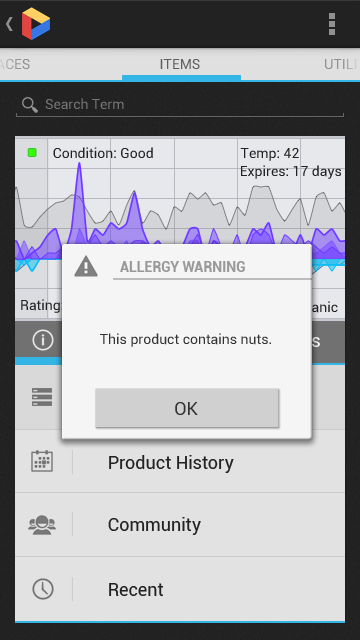 ACES
ITEMS
UTILI
Search Term
Condition: Good
Temp: 42
Expires: 17 days
Rating
anic
s
ALLERGY WARNING
This product contains nuts.
OK
Product History
Community
Recent